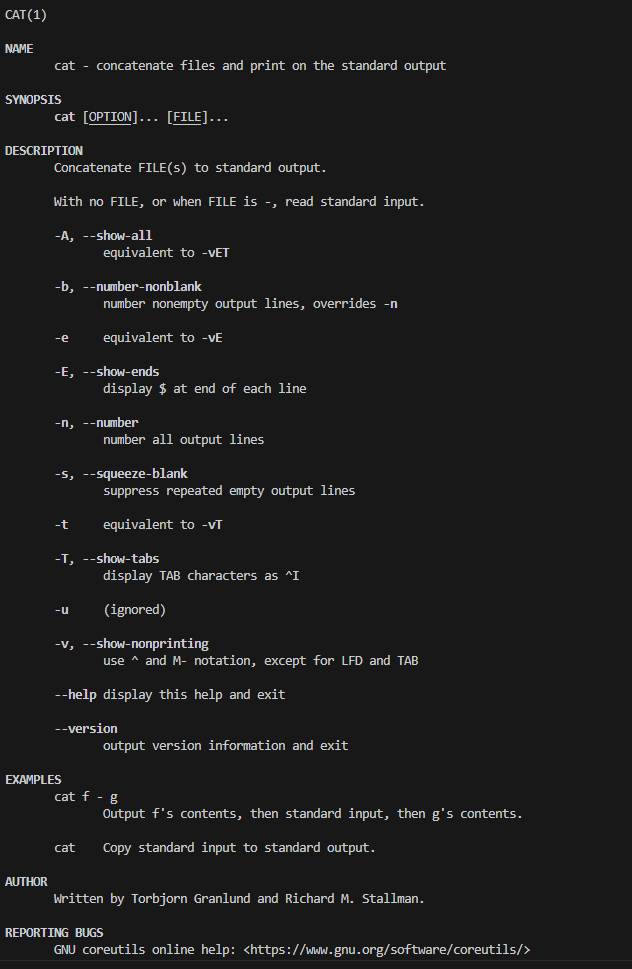 CAT(1)
NAME
cat - concatenate files and print on the standard output
SYNOPSIS
cat [OPTION]... [FILE]...
DESCRIPTION
Concatenate FILE(s) to standard output.
With no FILE, or when FILE is -, read standard input.
-A, --show-all
equivalent to -vET
-b, --number-nonblank
number nonempty output lines, overrides -n
-e equivalent to -vE
-E, --show-ends
display $ at end of each line
-n, --number
number all output lines
-s, --squeeze-blank
suppress repeated empty output lines
-t equivalent to -vT
-T, --show-tabs
display TAB characters as ^I
-u (ignored)
-v, --show-nonprinting
use ^ and M- notation, except for LFD and TAB
--help display this help and exit
--version
output version information and exit
EXAMPLES
cat f - g
Output f's contents, then standard input, then g's contents.
cat Copy standard input to standard output.
AUTHOR
Written by Torbjorn Granlund and Richard M. Stallman.
REPORTING BUGS
GNU coreutils online help: <https://www.gnu.org/software/coreutils/>